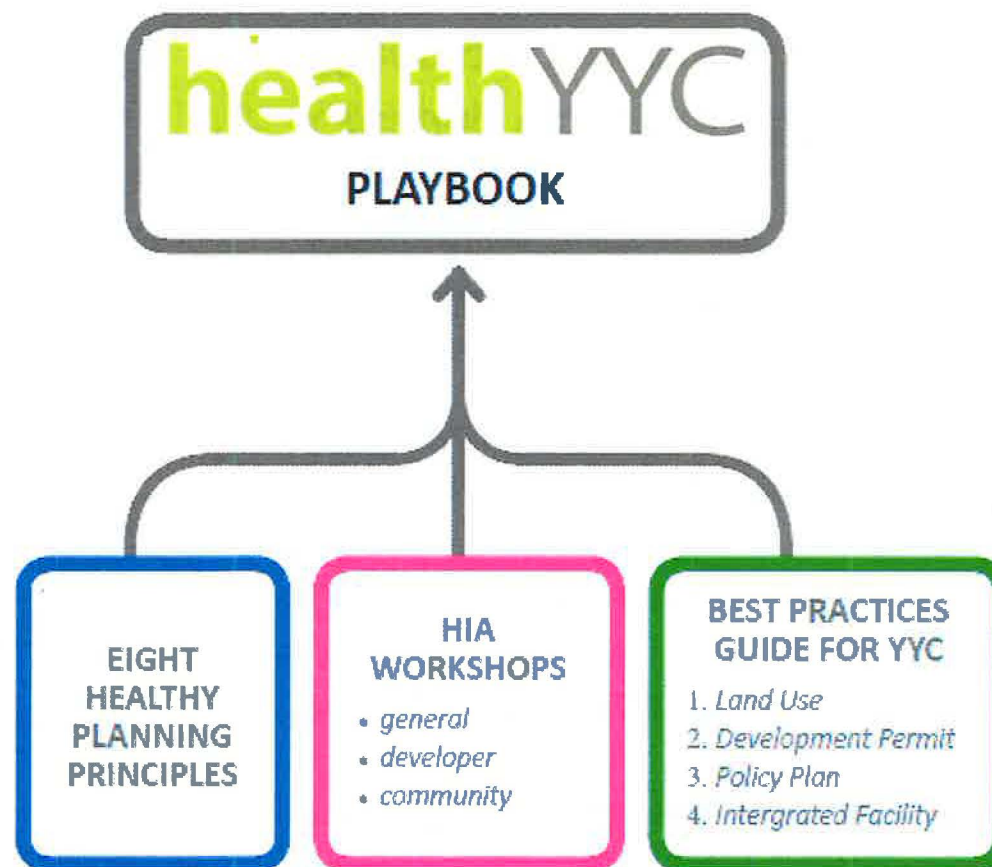 healthYYC
PLAYBOOK
EIGHT
HEALTHY
PLANNING
PRINCIPLES
HIA
WORKSHOPS
• general
• developer
• community
BEST PRACTICES
GUIDE FOR YYC
1. Land Use
2. Development Permit
3. Policy Plan
4. Intergrated Facility